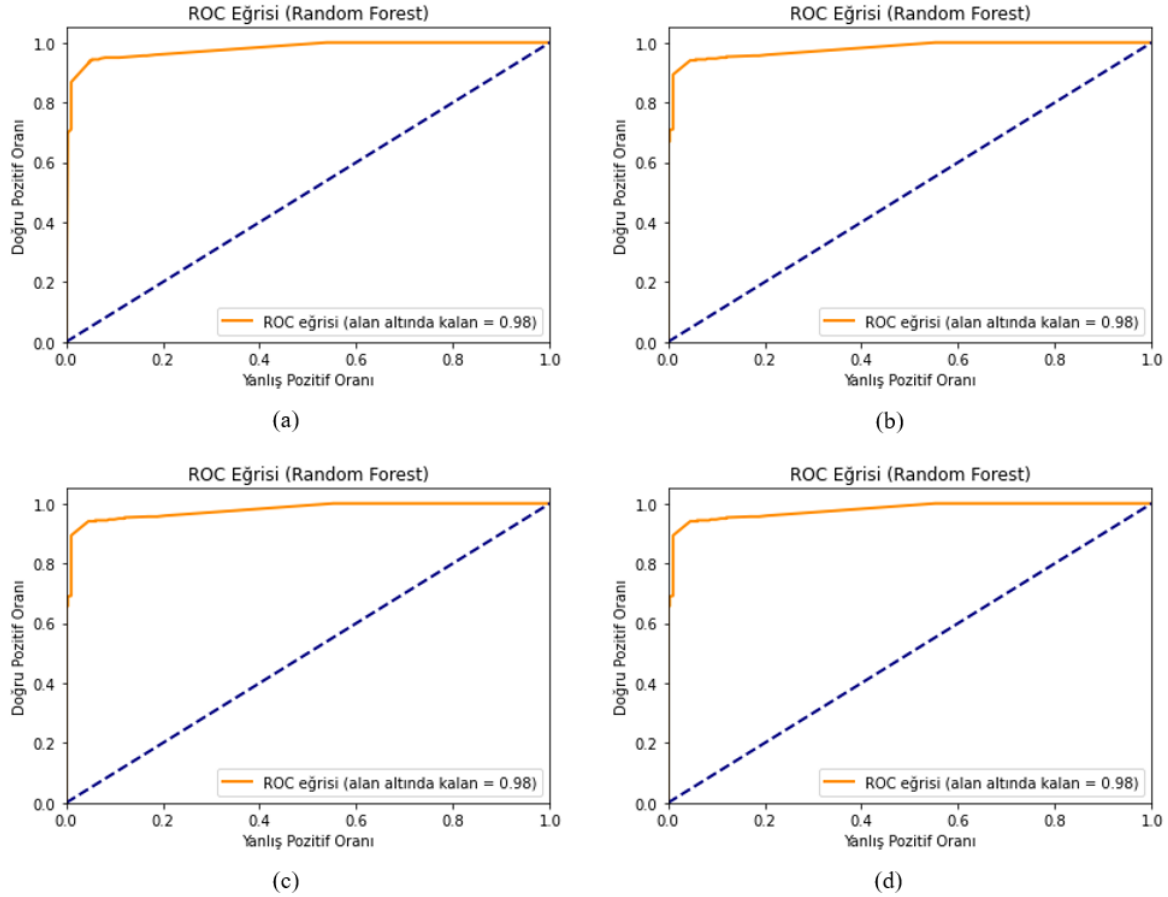 ROC Eğrisi (Random Forest)
1.0
0.8
0.6
0.4
0.2
0.0
Doğru Pozitif Oranı
ROC eğrisi (alan altında kalan = 0.98)
0.0 0.2 0.4 0.6 0.8 1.0
Yanlış Pozitif Oranı
(a)
ROC Eğrisi (Random Forest)
1.0
0.8
0.6
0.4
0.2
0.0
Doğru Pozitif Oranı
ROC eğrisi (alan altında kalan = 0.98)
0.0 0.2 0.4 0.6 0.8 1.0
Yanlış Pozitif Oranı
(b)
ROC Eğrisi (Random Forest)
1.0
0.8
0.6
0.4
0.2
0.0
Doğru Pozitif Oranı
ROC eğrisi (alan altında kalan = 0.98)
0.0 0.2 0.4 0.6 0.8 1.0
Yanlış Pozitif Oranı
(c)
ROC Eğrisi (Random Forest)
1.0
0.8
0.6
0.4
0.2
0.0
Doğru Pozitif Oranı
ROC eğrisi (alan altında kalan = 0.98)
0.0 0.2 0.4 0.6 0.8 1.0
Yanlış Pozitif Oranı
(d)